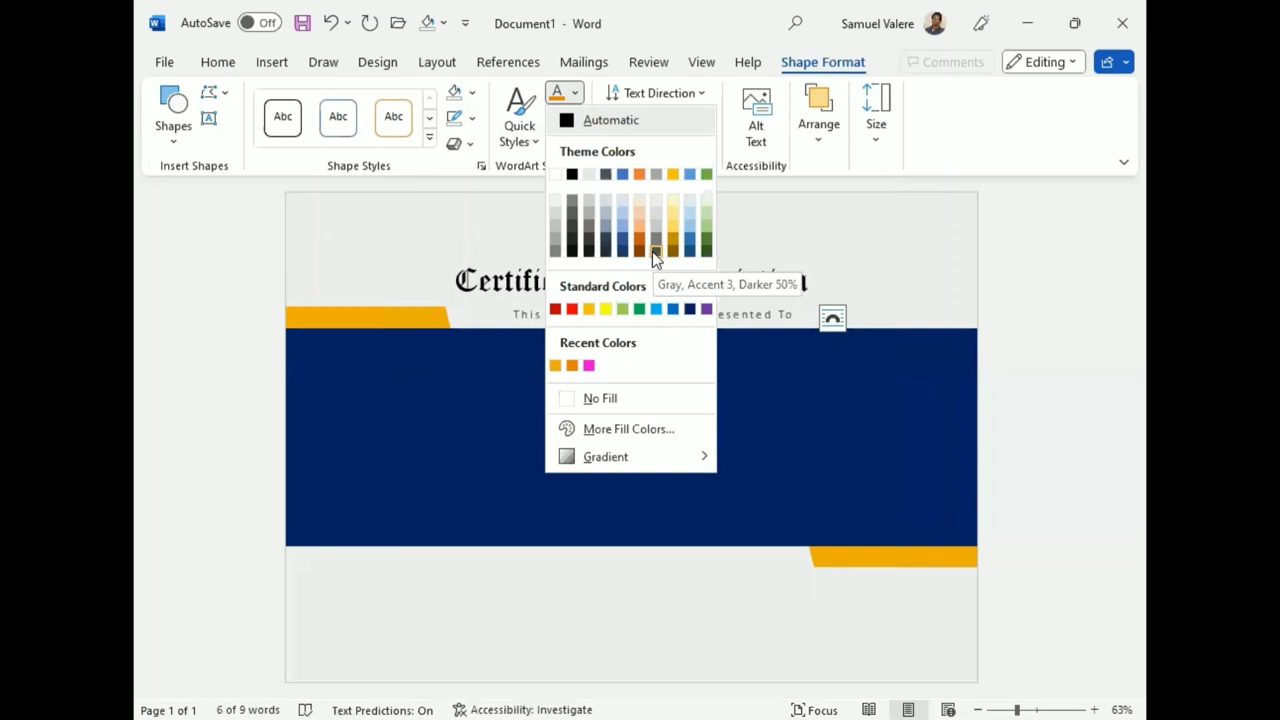 AutoSave Off Document1 - Word Samuel Valere
File Home Insert Draw Design Layout References Mailings Review View Help Shape Format Comments Editing
Shapes
Abc Abc Abc
Quick
Styles
A
Text Direction
Alt
Text
Arrange
Size
Insert Shapes Shape Styles WordArt S Accessibility
Automatic
Theme Colors
Gray, Accent 3, Darker 50%
Standard Colors
Recent Colors
No Fill
More Fill Colors...
Gradient
Certifi
This
esented To
Page 1 of 1 6 of 9 words Text Predictions: On Accessibility: Investigate Focus 63%